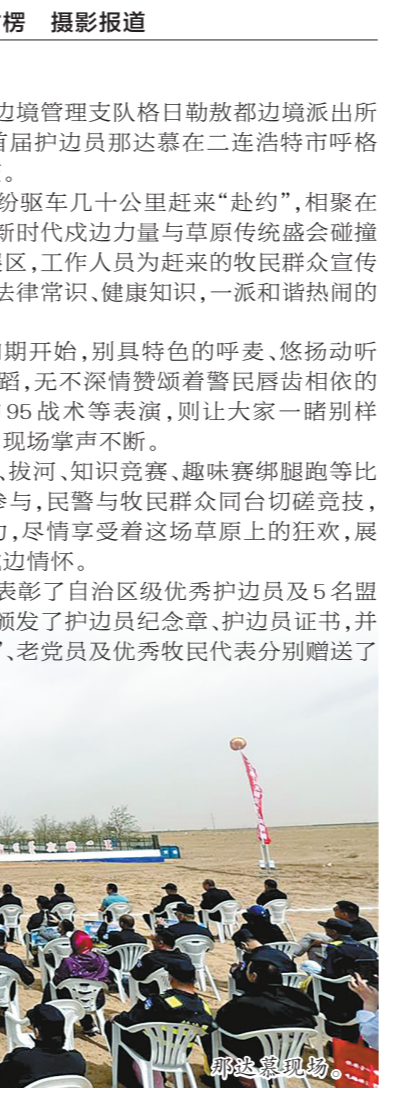 楞 摄影报道
边境管理支队格日勒敖都边境派出所
首届护边员那达慕在二连浩特市呼格
。
纷驱车几十公里赶来“赴约”,相聚在
新时代戍边力量与草原传统盛会碰撞
展区,工作人员为赶来的牧民群众宣传
法律常识、健康知识,一派和谐热闹的
期开始,别具特色的呼麦、悠扬动听
蹈,无不深情赞颂着警民唇齿相依的
95战术等表演,则让大家一睹别样
现场掌声不断。
、拔河、知识竞赛、趣味赛绑腿跑等比
参与,民警与牧民群众同台切磋竞技,
力,尽情享受着这场草原上的狂欢,展
边情怀。
表彰了自治区级优秀护边员及5名盟
颁发了护边员纪念章、护边员证书,并
”、老党员及优秀牧民代表分别赠送了
那达慕现场。